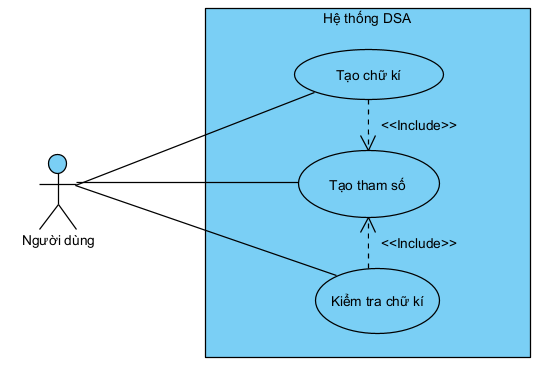 Hệ thống DSA
Tạo chữ kí
<<Include>>
Tạo tham số
Người dùng
<<Include>>
Kiểm tra chữ kí